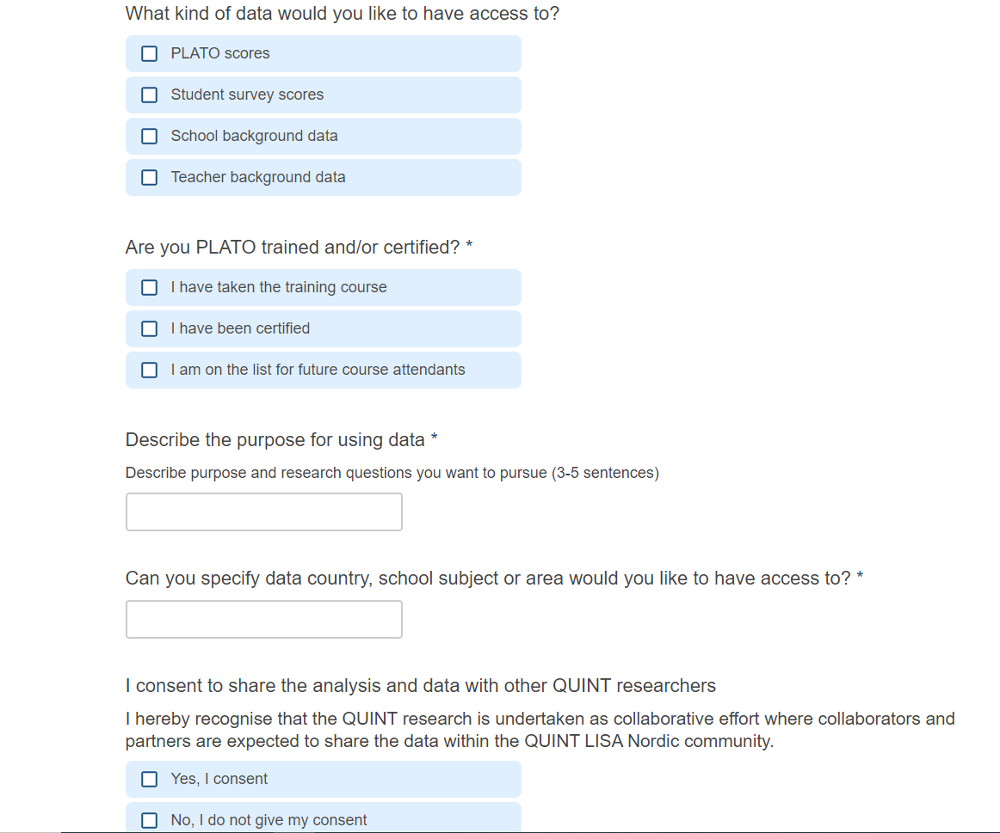 What kind of data would you like to have access to?
PLATO scores
Student survey scores
School background data
Teacher background data
Are you PLATO trained and/or certified? *
I have taken the training course
I have been certified
I am on the list for future course attendants
Describe the purpose for using data *
Describe purpose and research questions you want to pursue (3-5 sentences)
Can you specify data country, school subject or area would you like to have access to? *
I consent to share the analysis and data with other QUINT researchers
I hereby recognise that the QUINT research is undertaken as collaborative effort where collaborators and
partners are expected to share the data within the QUINT LISA Nordic community.
Yes, I consent
No, I do not give my consent